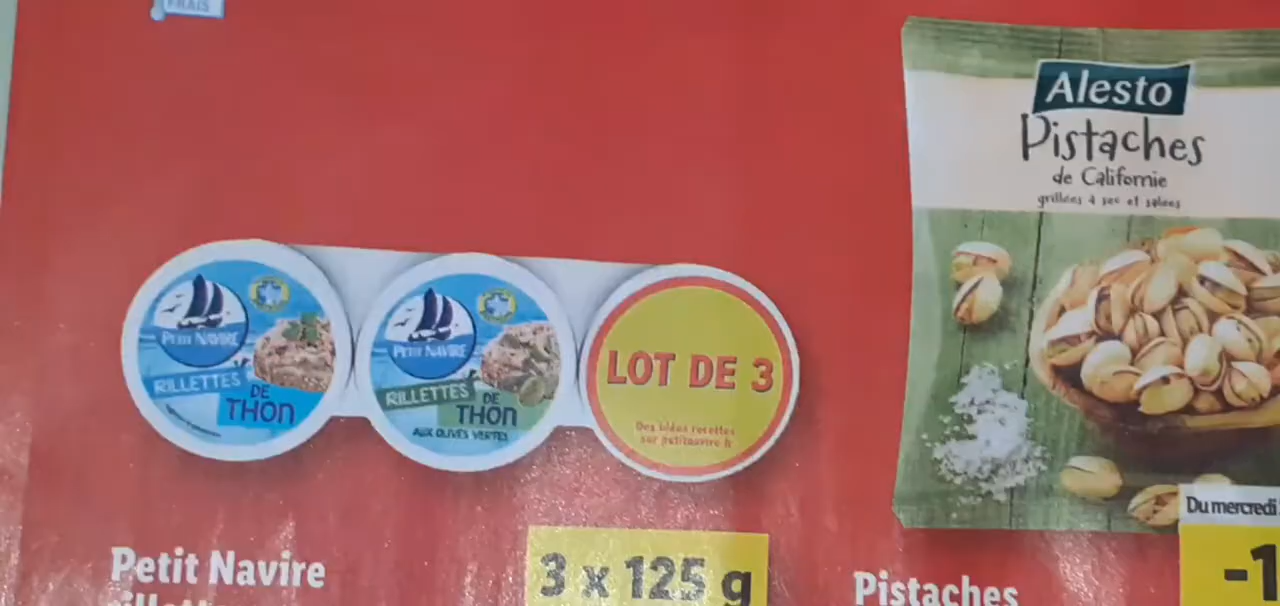 FRAIS
Alesto
Pistaches
de Californie
grillées à sec et salées
PETIT NAVIRE
RILLETTES
DE
THON
PETIT NAVIRE
RILLETTES
DE
THON
AUX OLIVES VERTES
LOT DE 3
Des idées recettes
sur petitnavire.fr
Du mercredi
-1
Petit Navire
3 x 125 g
Pistaches